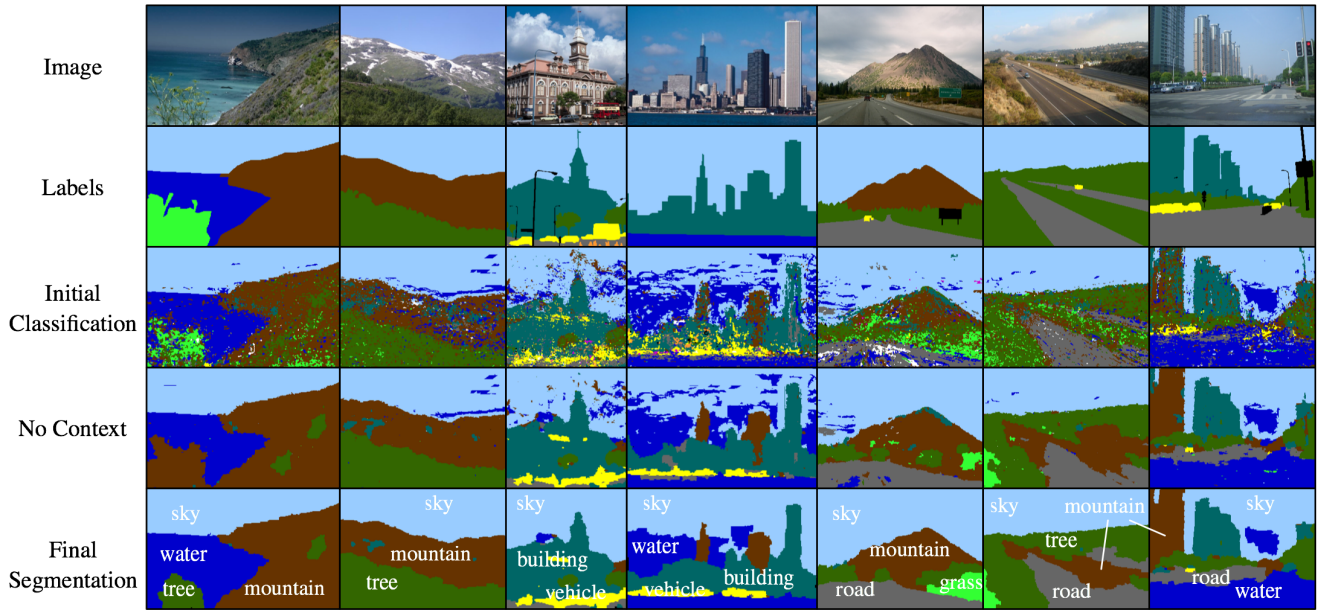 Image
Labels
Initial
Classification
No Context
Final
Segmentation
sky
water
tree
mountain
sky
mountain
tree
sky
building
vehicle
sky
water
vehicle
building
sky
mountain
road
grass
sky
mountain
tree
road
sky
road
water